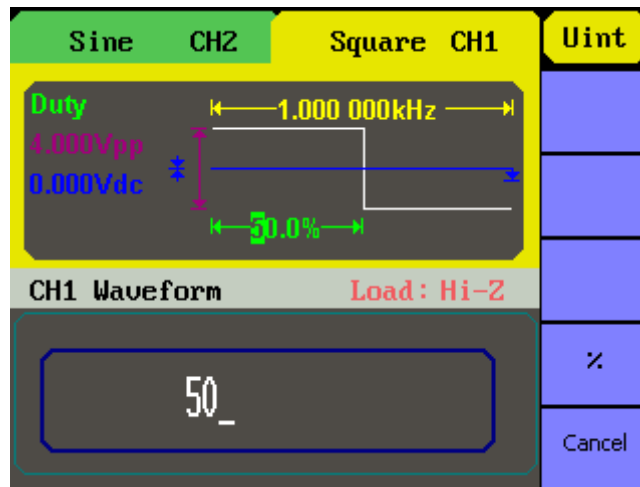 Sine CH2 Square CH1 Uint
Duty
1.000 000kHz
4.000Vpp
0.000Vdc
50.0%
CH1 Waveform Load: Hi-Z
50_
%
Cancel